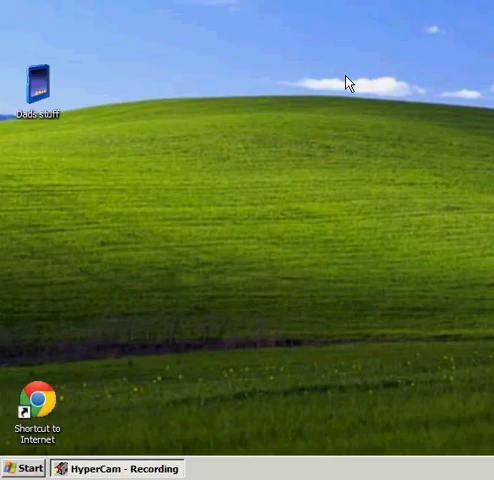 Dads stuff
Shortcut to
Internet
Start
HyperCam - Recording